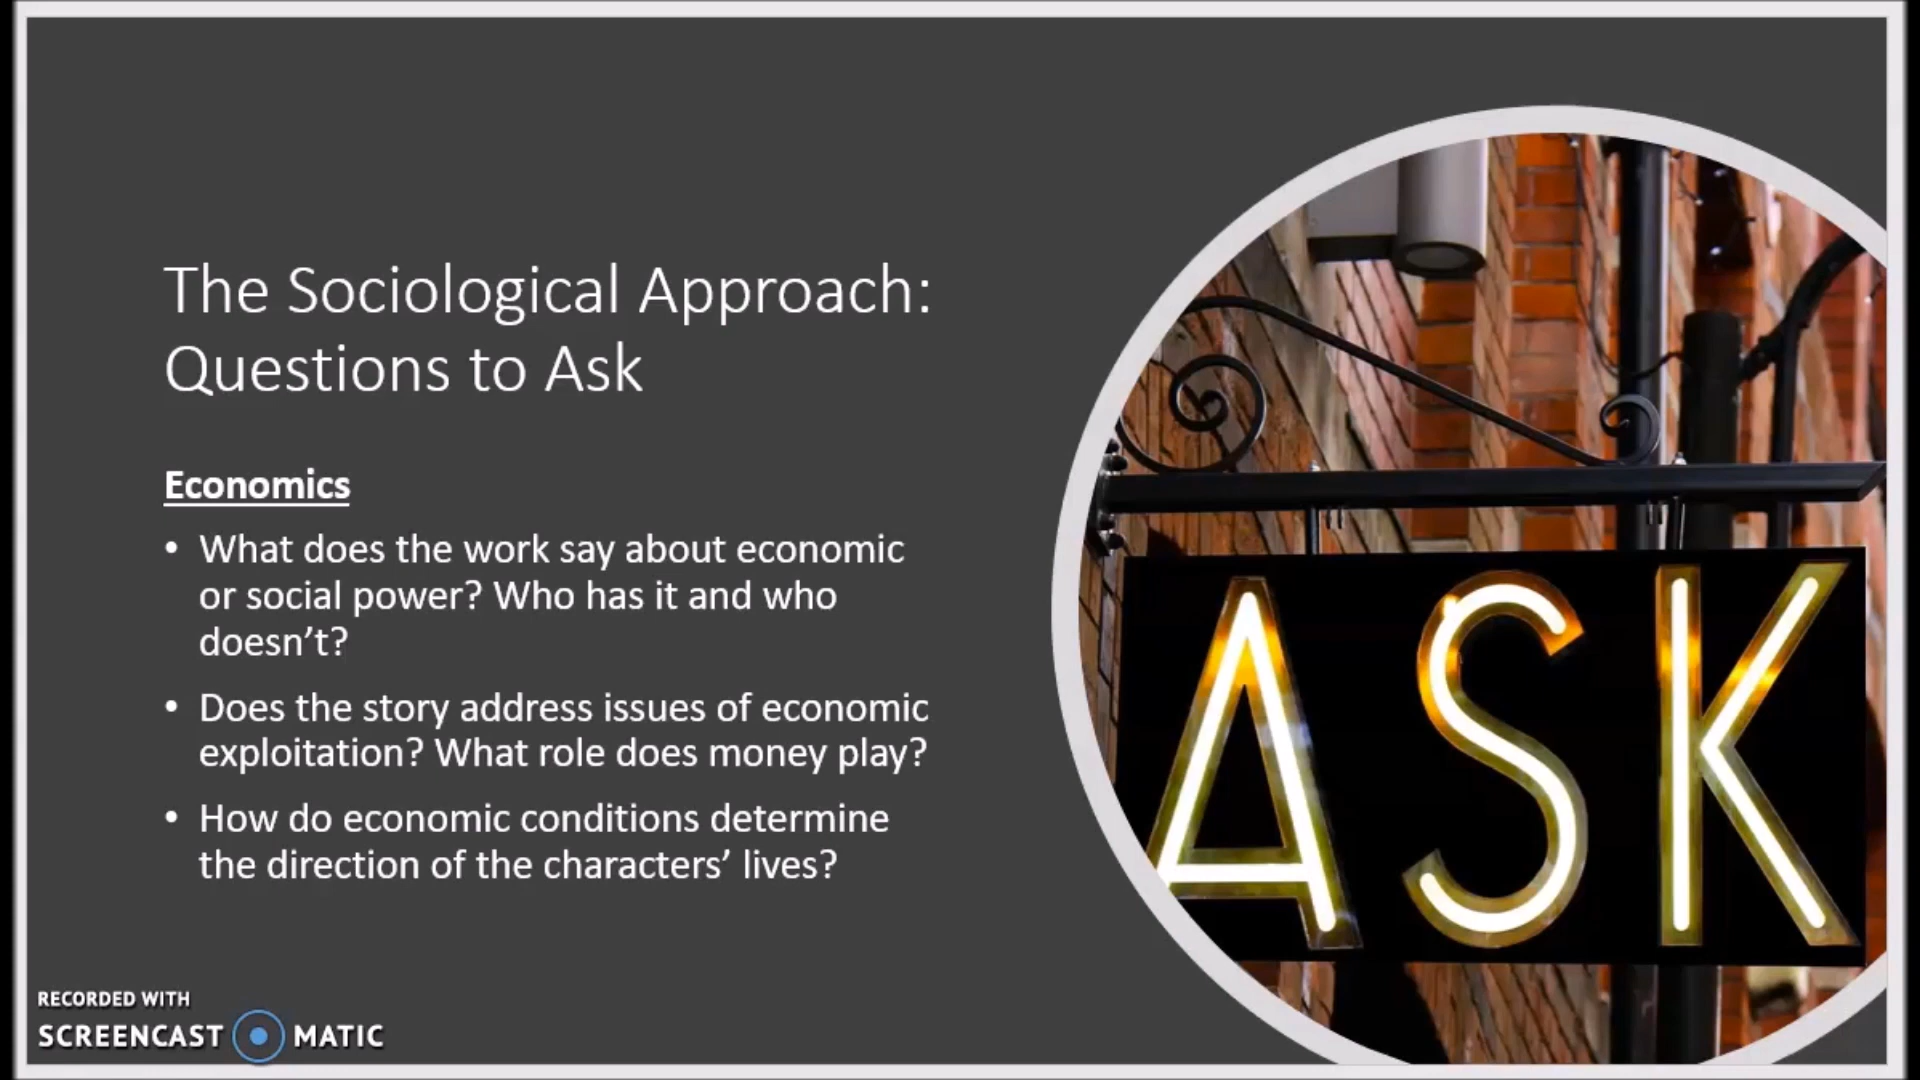 The Sociological Approach:
Questions to Ask
Economics
• What does the work say about economic
or social power? Who has it and who
doesn’t?
• Does the story address issues of economic
exploitation? What role does money play?
• How do economic conditions determine
the direction of the characters’ lives?
ASK
RECORDED WITH
SCREENCAST MATIC